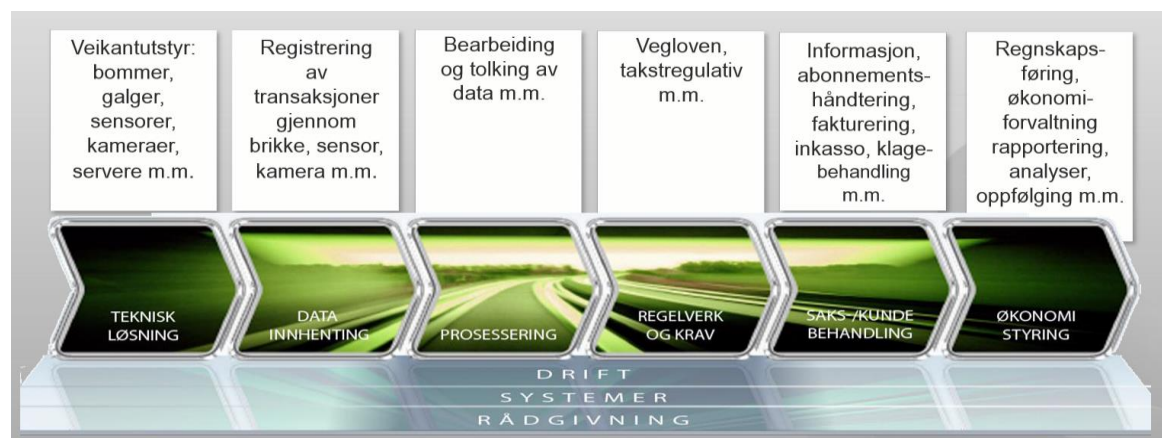 Veikantutstyr:
bommer,
galger,
sensorer,
kameraer,
servere m.m.
Registrering
av
transaksjoner
gjennom
brikke, sensor,
kamera m.m.
Bearbeiding
og tolking av
data m.m.
Vegloven,
takstregulativ
m.m.
Informasjon,
abonnements-
håndtering,
fakturering,
inkasso, klage-
behandling
m.m.
Regnskaps-
føring,
økonomi-
forvaltning
rapportering,
analyser,
oppfølging m.m.
TEKNISK
LØSNING
DATA
INNHENTING
PROSESSERING
REGELVERK
OG KRAV
SAKS-/KUNDE
BEHANDLING
ØKONOMI
STYRING
DRIFT
SYSTEMER
RÅDGIVNING